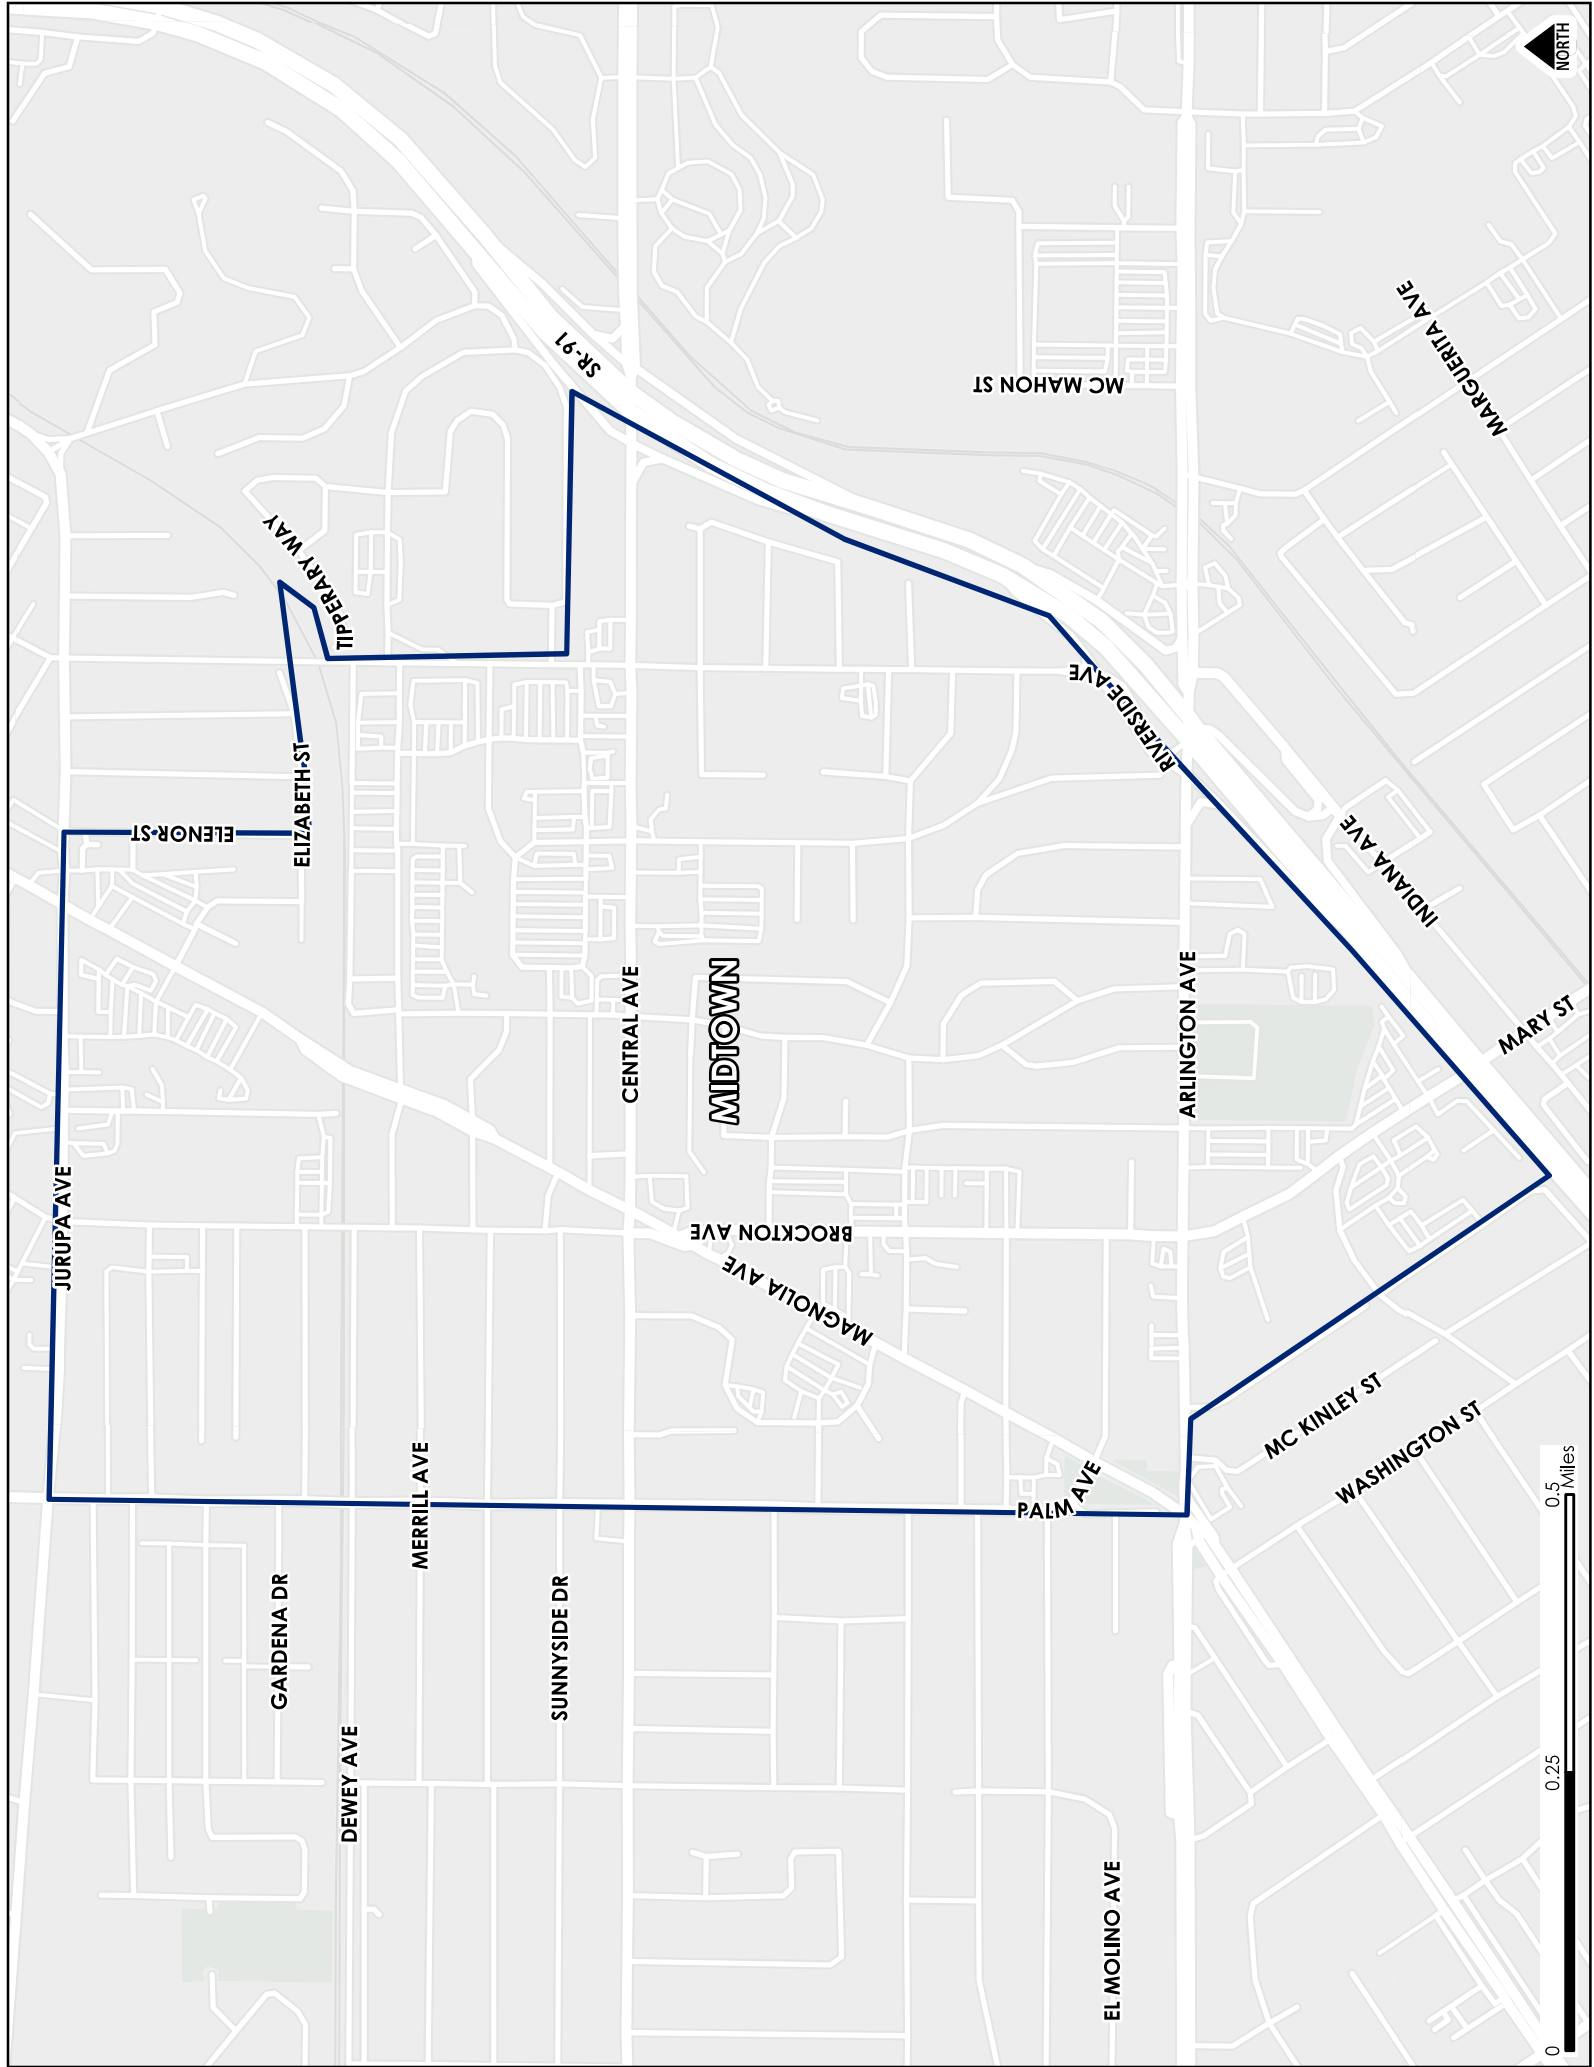 NORTH
SR-91
MC MAHON ST
MARGUERITA AVE
TIPPERARY WAY
ELIZABETH ST
ELENOR ST
RIVERSIDE AVE
INDIANA AVE
MARY ST
CENTRAL AVE
MIDTOWN
ARLINGTON AVE
JURUPA AVE
BROCKTON AVE
MAGNOLIA AVE
MERRILL AVE
PALM AVE
MC KINLEY ST
WASHINGTON ST
GARDENA DR
SUNNYSIDE DR
DEWEY AVE
EL MOLINO AVE
0 0.25 0.5
Miles